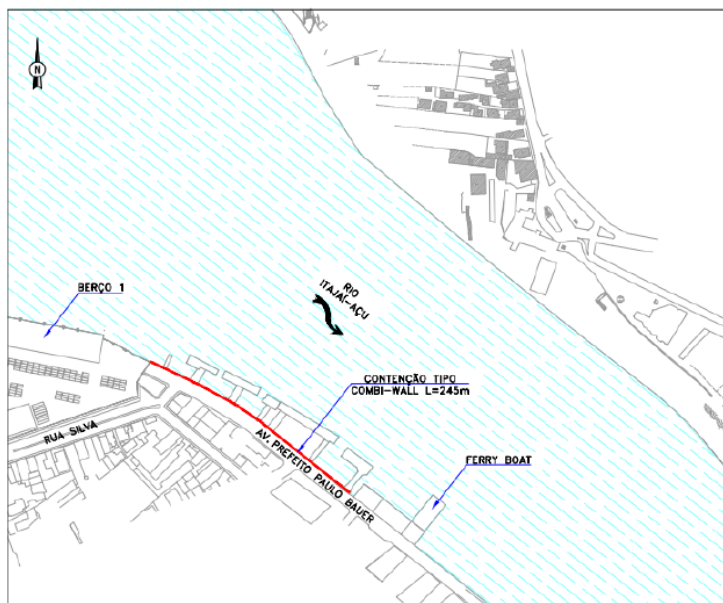 N
BERÇO 1
RIO
ITAJAÍ-AÇU
CONTENÇÃO TIPO
COMBI-WALL L=245m
RUA SILVA
AV. PREFEITO PAULO BAUER
FERRY BOAT